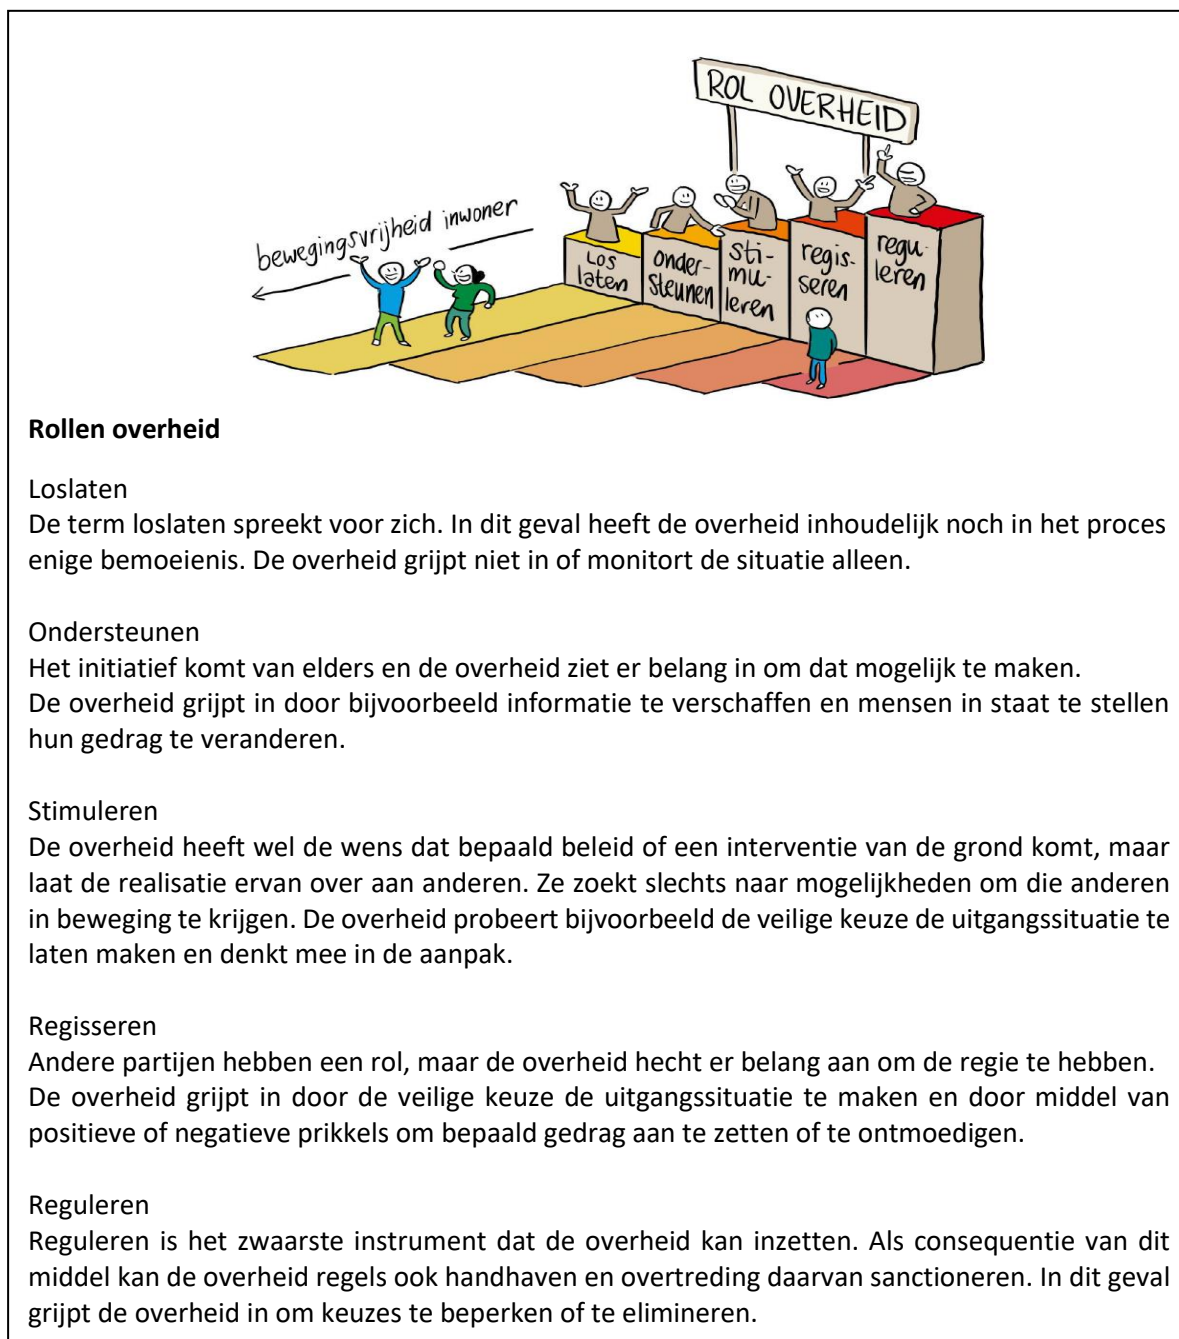 ROL OVERHEID
bewegingsvrijheid inwoner
Los
laten
onder-
steunen
sti-
mu-
leren
regis-
seren
regu-
leren
Rollen overheid
Loslaten
De term loslaten spreekt voor zich. In dit geval heeft de overheid inhoudelijk noch in het proces
enige bemoeienis. De overheid grijpt niet in of monitort de situatie alleen.
Ondersteunen
Het initiatief komt van elders en de overheid ziet er belang in om dat mogelijk te maken.
De overheid grijpt in door bijvoorbeeld informatie te verschaffen en mensen in staat te stellen
hun gedrag te veranderen.
Stimuleren
De overheid heeft wel de wens dat bepaald beleid of een interventie van de grond komt, maar
laat de realisatie ervan over aan anderen. Ze zoekt slechts naar mogelijkheden om die anderen
in beweging te krijgen. De overheid probeert bijvoorbeeld de veilige keuze de uitgangssituatie te
laten maken en denkt mee in de aanpak.
Regisseren
Andere partijen hebben een rol, maar de overheid hecht er belang aan om de regie te hebben.
De overheid grijpt in door de veilige keuze de uitgangssituatie te maken en door middel van
positieve of negatieve prikkels om bepaald gedrag aan te zetten of te ontmoedigen.
Reguleren
Reguleren is het zwaarste instrument dat de overheid kan inzetten. Als consequentie van dit
middel kan de overheid regels ook handhaven en overtreding daarvan sanctioneren. In dit geval
grijpt de overheid in om keuzes te beperken of te elimineren.